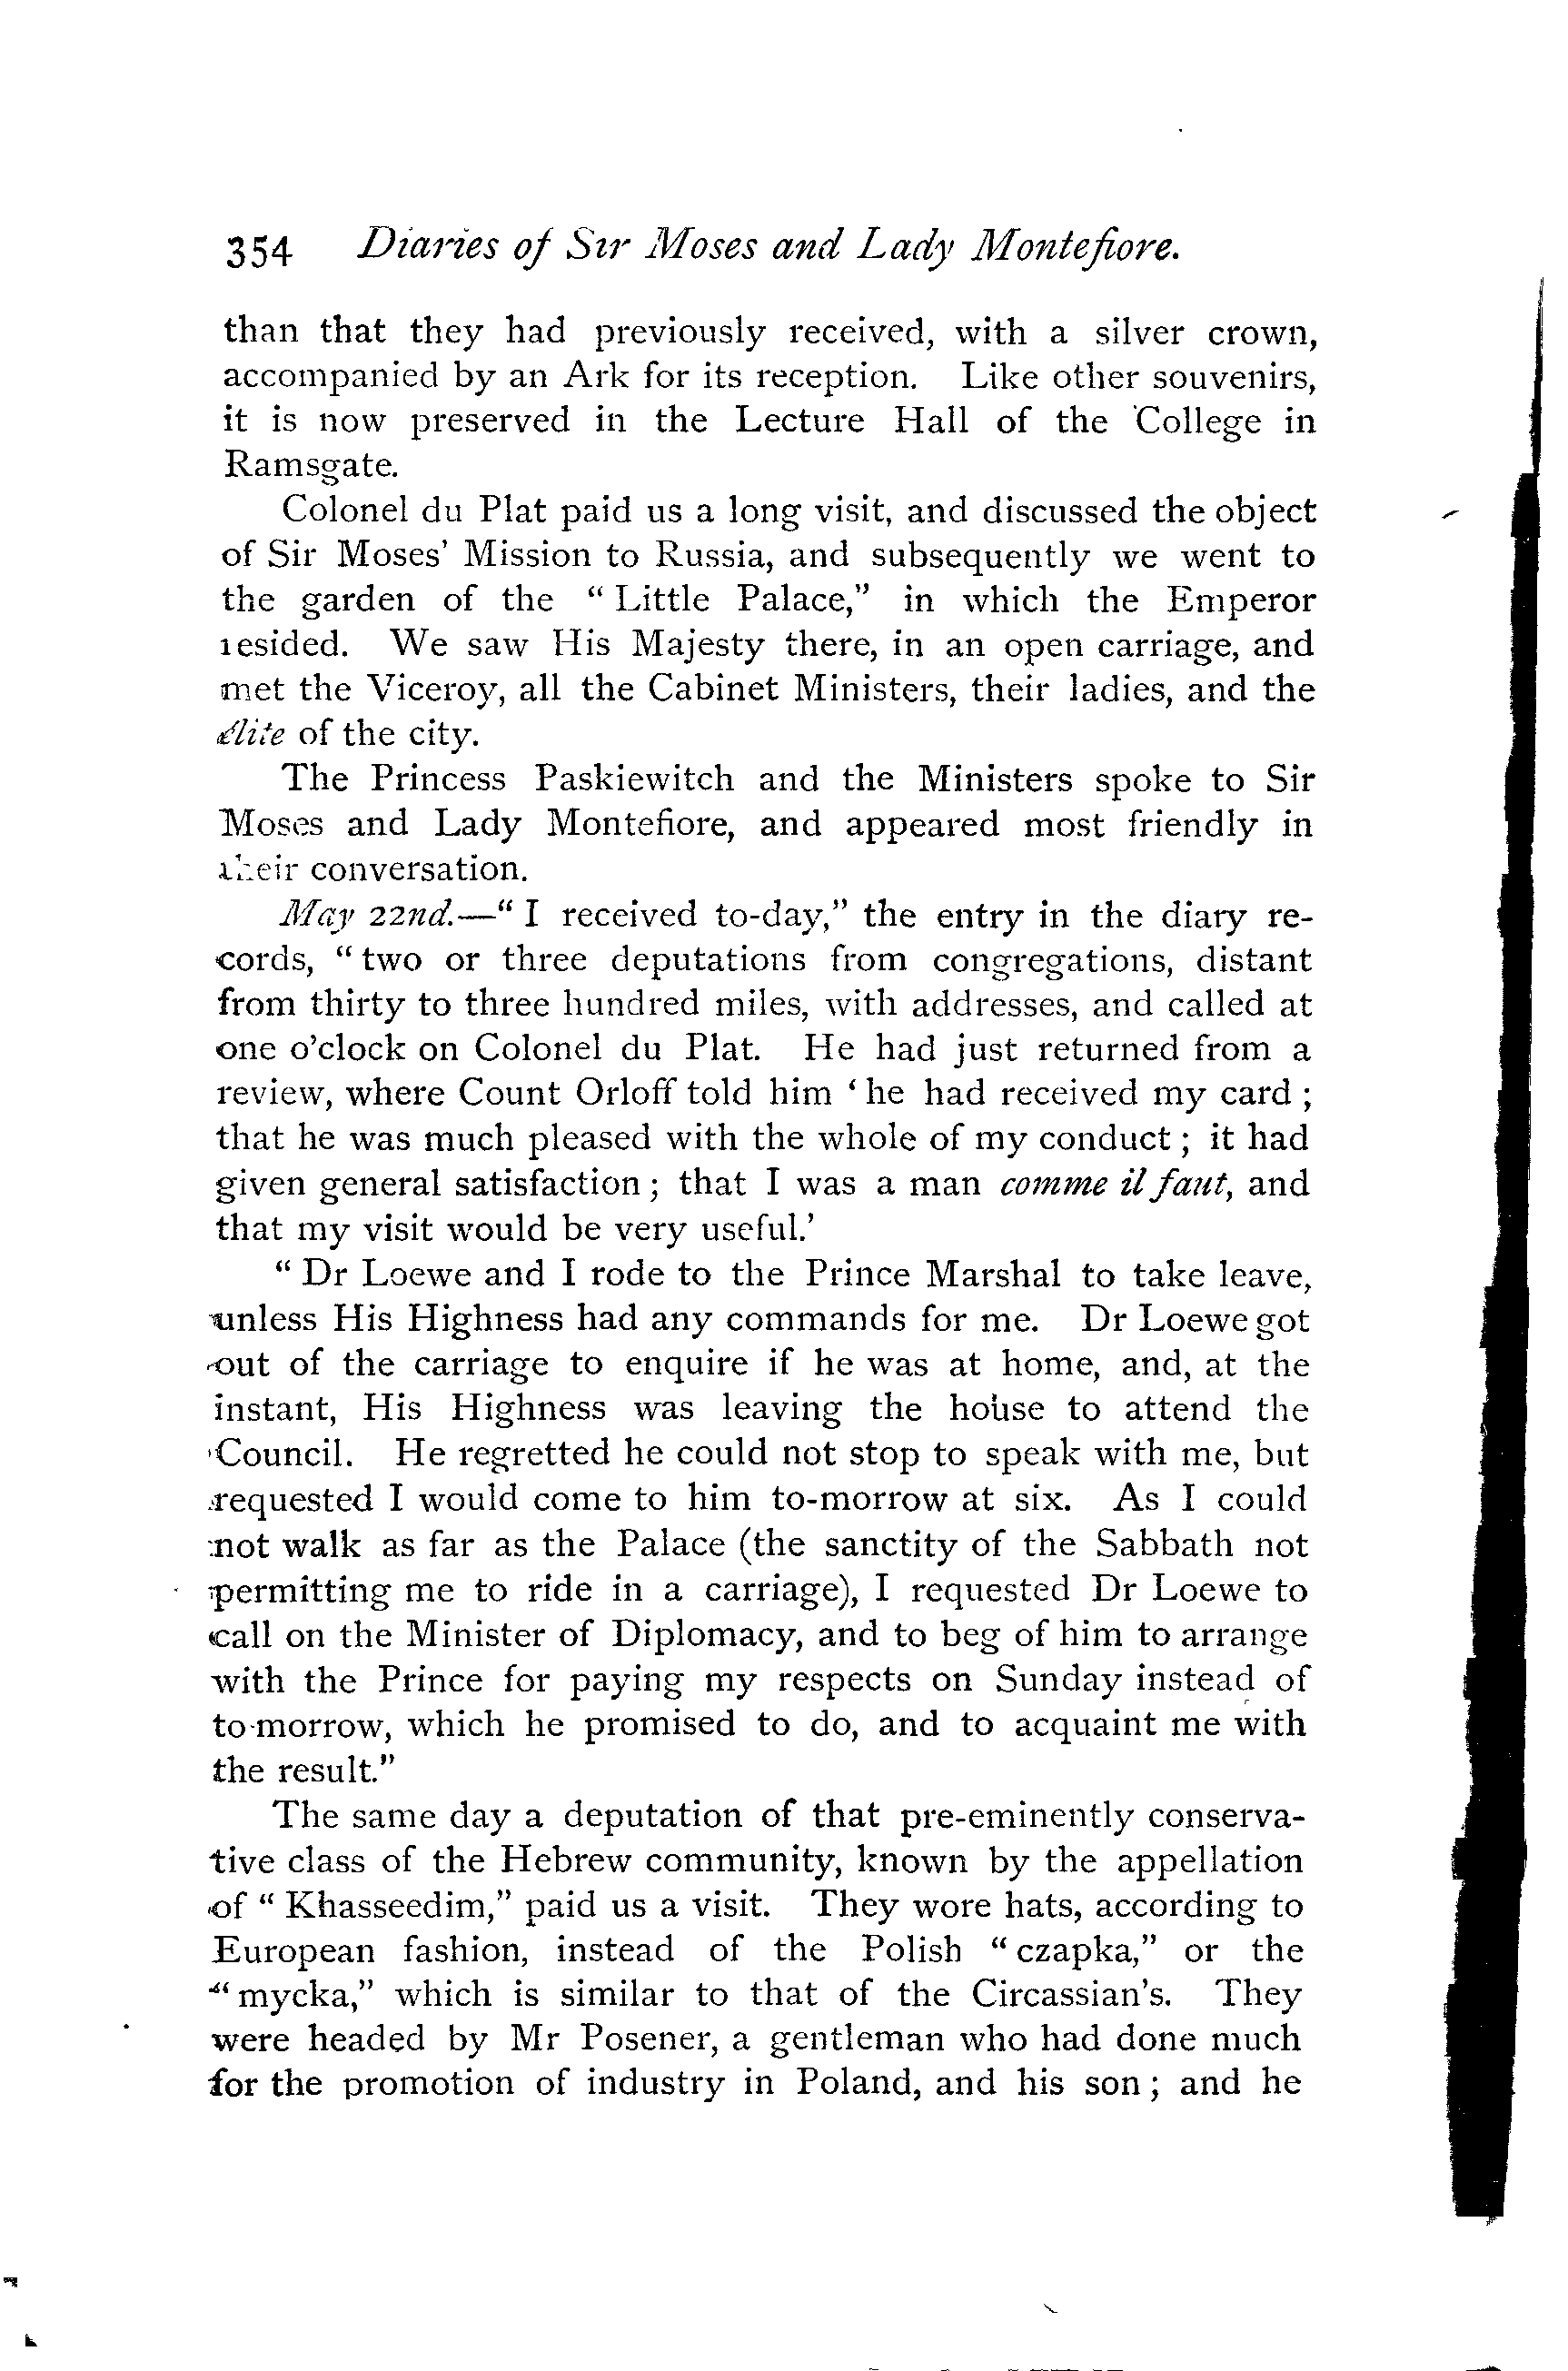 354 Diaries of Sir Moses and Lady Montefiore.
than that they had previously received, with a silver crown,
accompanied by an Ark for its reception. Like other souvenirs,
it is now preserved in the Lecture Hall of the College in
Ramsgate.
Colonel du Plat paid us a long visit, and discussed the object
of Sir Moses' Mission to Russia, and subsequently we went to
the garden of the "Little Palace," in which the Emperor
resided. We saw His Majesty there, in an open carriage, and
met the Viceroy, all the Cabinet Ministers, their ladies, and the
élite of the city.
The Princess Paskiewitch and the Ministers spoke to Sir
Moses and Lady Montefiore, and appeared most friendly in
their conversation.
May 22nd.—"I received to-day," the entry in the diary re-
cords, "two or three deputations from congregations, distant
from thirty to three hundred miles, with addresses, and called at
one o'clock on Colonel du Plat. He had just returned from a
review, where Count Orloff told him 'he had received my card;
that he was much pleased with the whole of my conduct; it had
given general satisfaction; that I was a man comme il faut, and
that my visit would be very useful.'
"Dr Loewe and I rode to the Prince Marshal to take leave,
unless His Highness had any commands for me. Dr Loewe got
out of the carriage to enquire if he was at home, and, at the
instant, His Highness was leaving the house to attend the
Council. He regretted he could not stop to speak with me, but
requested I would come to him to-morrow at six. As I could
not walk as far as the Palace (the sanctity of the Sabbath not
permitting me to ride in a carriage), I requested Dr Loewe to
call on the Minister of Diplomacy, and to beg of him to arrange
with the Prince for paying my respects on Sunday instead of
to-morrow, which he promised to do, and to acquaint me with
the result."
The same day a deputation of that pre-eminently conserva-
tive class of the Hebrew community, known by the appellation
of "Khasseedim," paid us a visit. They wore hats, according to
European fashion, instead of the Polish "czapka," or the
"mycka," which is similar to that of the Circassian's. They
were headed by Mr Posener, a gentleman who had done much
for the promotion of industry in Poland, and his son; and he